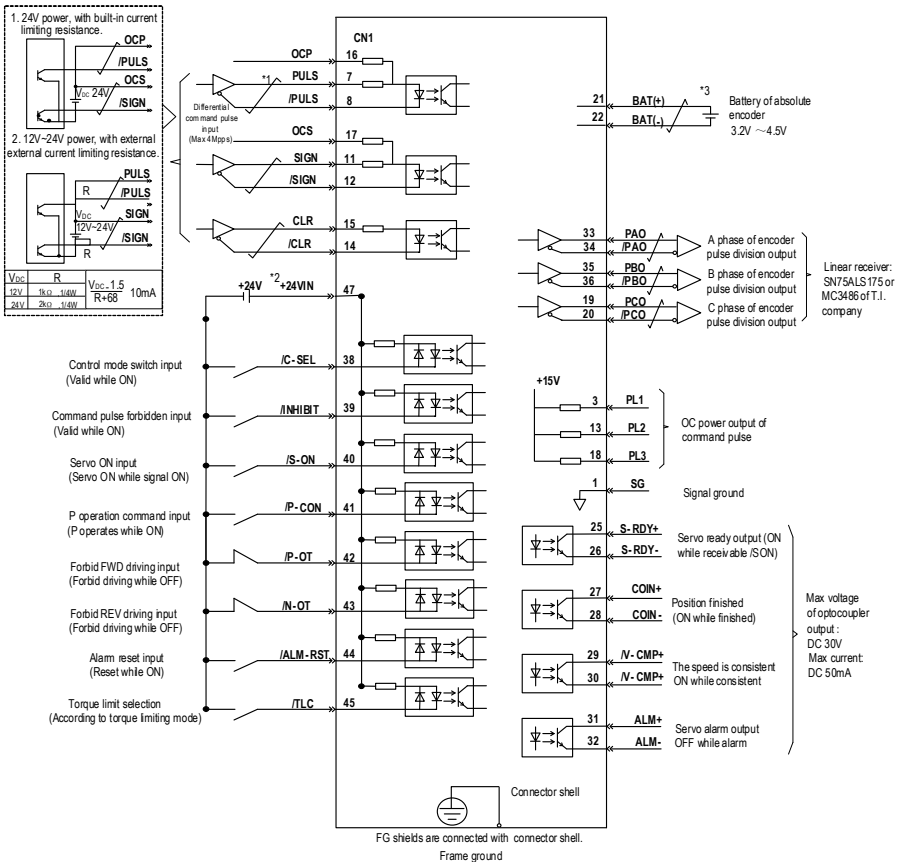 1. 24V power, with built-in current
limiting resistance.
OCP
/PULS
OCS
VDC 24V
/SIGN
2. 12V~24V power, with external
external current limiting resistance.
PULS
R
/PULS
VDC
12V~24V
SIGN
/SIGN
R
VDC R VDC - 1.5
R+68 10mA
12V 1kΩ ,1/4W
24V 2kΩ ,1/4W
CN1
OCP 16
*1
PULS 7
/PULS 8
Differential
command pulse
input
(Max 4Mpps)
OCS 17
SIGN 11
/SIGN 12
CLR 15
/CLR 14
*2
+24V +24VIN 47
Control mode switch input
(Valid while ON)
/C-SEL 38
Command pulse forbidden input
(Valid while ON)
/INHIBIT 39
Servo ON input
(Servo ON while signal ON)
/S-ON 40
P operation command input
(P operates while ON)
/P-CON 41
Forbid FWD driving input
(Forbid driving while OFF)
/P-OT 42
Forbid REV driving input
(Forbid driving while OFF)
/N-OT 43
Alarm reset input
(Reset while ON)
/ALM-RST 44
Torque limit selection
(According to torque limiting mode)
/TLC 45
21 BAT(+)
22 BAT(-)
*3
Battery of absolute
encoder
3.2V ～4.5V
33 PAO
34 /PAO
A phase of encoder
pulse division output
35 PBO
36 /PBO
B phase of encoder
pulse division output
19 PCO
20 /PCO
C phase of encoder
pulse division output
Linear receiver:
SN75ALS175 or
MC3486 of T.I.
company
+15V
3 PL1
13 PL2
18 PL3
OC power output of
command pulse
1 SG
Signal ground
25 S-RDY+
26 S-RDY-
Servo ready output (ON
while receivable /SON)
27 COIN+
28 COIN-
Position finished
(ON while finished)
29 /V-CMP+
30 /V-CMP+
The speed is consistent
ON while consistent
31 ALM+
32 ALM-
Servo alarm output
OFF while alarm
Max voltage
of optocoupler
output :
DC 30V
Max current:
DC 50mA
Connector shell
FG shields are connected with connector shell.
Frame ground